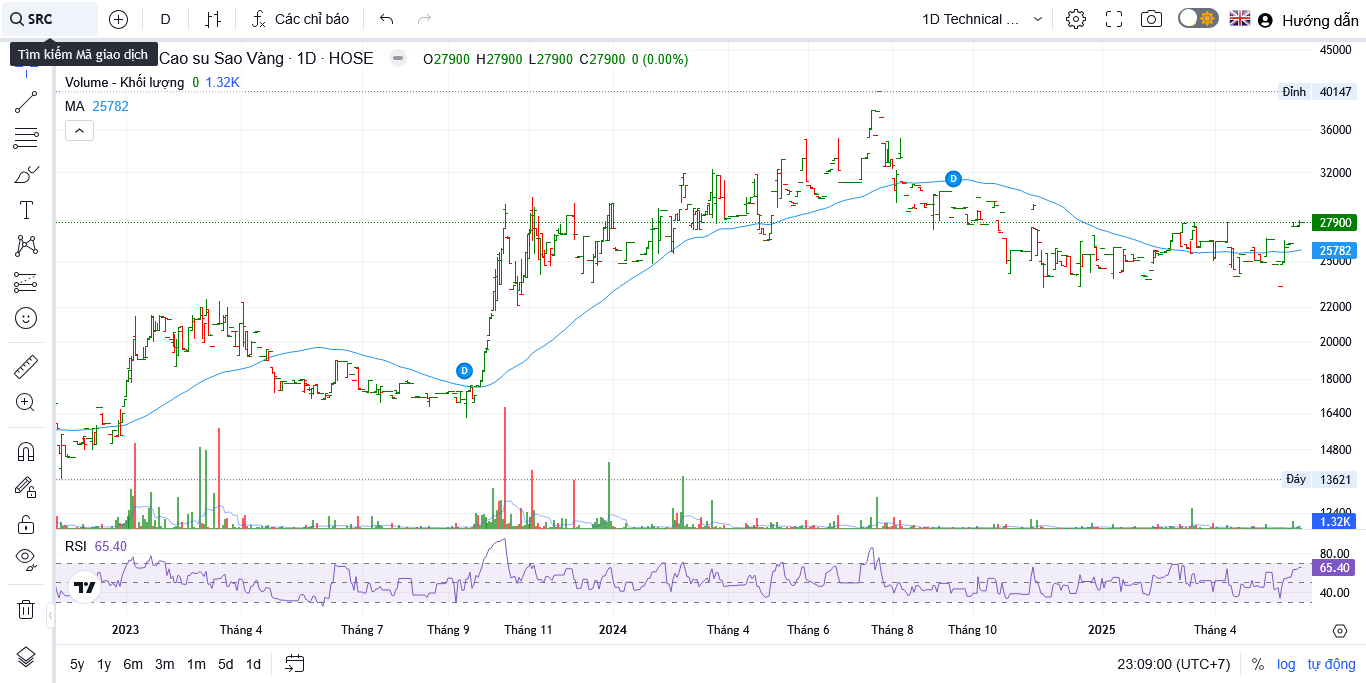 SRC
D
Các chỉ báo
1D Technical ...
Hướng dẫn
Tìm kiếm Mã giao dịch
Cao su Sao Vàng · 1D · HOSE
O27900 H27900 L27900 C27900 0 (0.00%)
Volume - Khối lượng 0 1.32K
MA 25782
45000
Đỉnh 40147
36000
32000
27900
25782
25000
22000
20000
18000
16400
14800
Đáy 13621
12400
1.32K
D
D
RSI 65.40
80.00
65.40
40.00
2023 Tháng 4 Tháng 7 Tháng 9 Tháng 11 2024 Tháng 4 Tháng 6 Tháng 8 Tháng 10 2025 Tháng 4
5y 1y 6m 3m 1m 5d 1d
23:09:00 (UTC+7) % log tự động